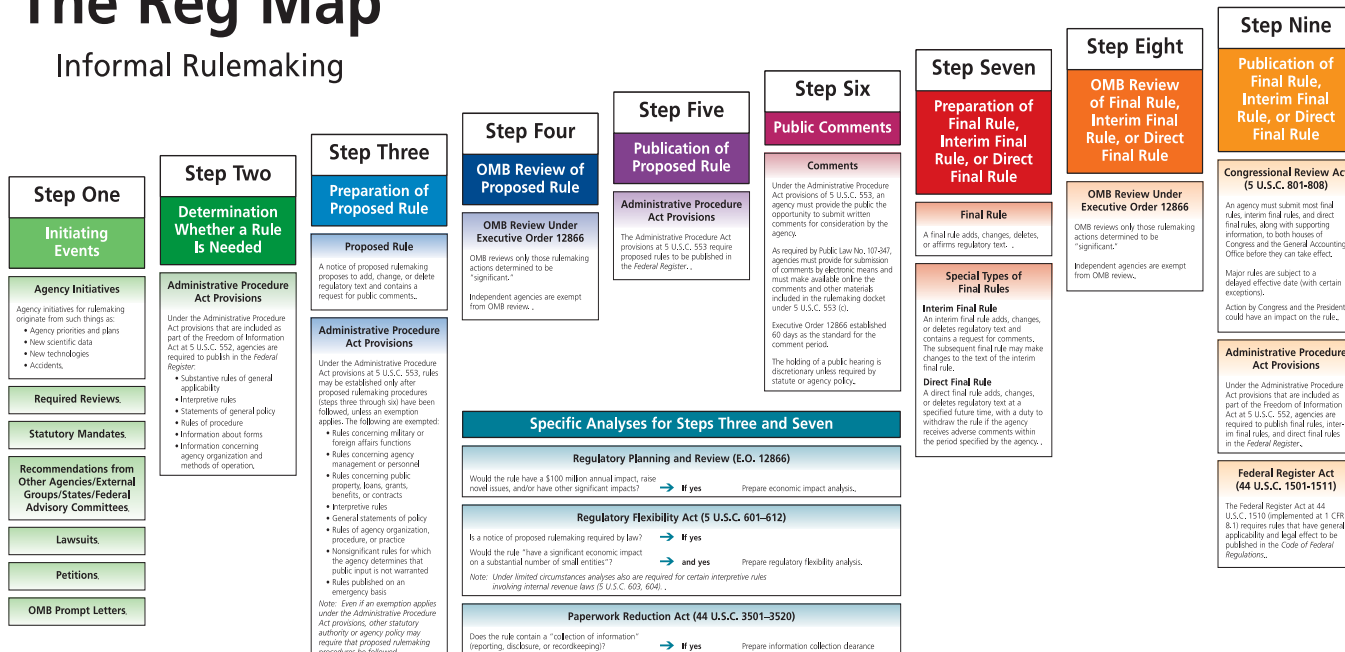 The Reg Map
Informal Rulemaking
Step One
Initiating
Events
Agency Initiatives
Agency initiatives for rulemaking
originate from such things as:
• Agency priorities and plans
• New scientific data
• New technologies
• Accidents
Required Reviews
Statutory Mandates
Recommendations from
Other Agencies/External
Groups/States/Federal
Advisory Committees
Lawsuits
Petitions
OMB Prompt Letters
Step Two
Determination
Whether a Rule
Is Needed
Administrative Procedure
Act Provisions
Under the Administrative Procedure
Act provisions that are included as
part of the Freedom of Information
Act at 5 U.S.C. 552, agencies are
required to publish in the Federal
Register:
• Substantive rules of general
applicability
• Interpretive rules
• Statements of general policy
• Rules of procedure
• Information about forms
• Information concerning
agency organization and
methods of operation
Step Three
Preparation of
Proposed Rule
Proposed Rule
A notice of proposed rulemaking
proposes to add, change, or delete
regulatory text and contains a
request for public comments.
Administrative Procedure
Act Provisions
Under the Administrative Procedure
Act provisions at 5 U.S.C. 553, rules
may be established only after
proposed rulemaking procedures
(steps three through six) have been
followed, unless an exemption
applies. The following are exempted:
• Rules concerning military or
foreign affairs functions
• Rules concerning agency
management or personnel
• Rules concerning public
property, loans, grants,
benefits, or contracts
• Interpretive rules
• General statements of policy
• Rules of agency organization,
procedure, or practice
• Nonsignificant rules for which
the agency determines that
public input is not warranted
• Rules published on an
emergency basis
Note: Even if an exemption applies
under the Administrative Procedure
Act provisions, other statutory
authority or agency policy may
require that proposed rulemaking
procedures be followed
Step Four
OMB Review of
Proposed Rule
OMB Review Under
Executive Order 12866
OMB reviews only those rulemaking
actions determined to be
"significant."
Independent agencies are exempt
from OMB review.
Step Five
Publication of
Proposed Rule
Administrative Procedure
Act Provisions
The Administrative Procedure Act
provisions at 5 U.S.C. 553 require
proposed rules to be published in
the Federal Register.
Step Six
Public Comments
Comments
Under the Administrative Procedure
Act provisions of 5 U.S.C. 553, an
agency must provide the public the
opportunity to submit written
comments for consideration by the
agency.
As required by Public Law No. 107-347,
agencies must provide for submission
of comments by electronic means and
must make available online the
comments and other materials
included in the rulemaking docket
under 5 U.S.C. 553 (c).
Executive Order 12866 established
60 days as the standard for the
comment period.
The holding of a public hearing is
discretionary unless required by
statute or agency policy.
Specific Analyses for Steps Three and Seven
Regulatory Planning and Review (E.O. 12866)
Would the rule have a $100 million annual impact, raise
novel issues, and/or have other significant impacts? → If yes Prepare economic impact analysis.
Regulatory Flexibility Act (5 U.S.C. 601–612)
Is a notice of proposed rulemaking required by law? → If yes
Would the rule "have a significant economic impact
on a substantial number of small entities"? → and yes Prepare regulatory flexibility analysis.
Note: Under limited circumstances analyses also are required for certain interpretive rules
involving internal revenue laws (5 U.S.C. 603, 604).
Paperwork Reduction Act (44 U.S.C. 3501–3520)
Does the rule contain a "collection of information"
(reporting, disclosure, or recordkeeping)? → If yes Prepare information collection clearance
Step Seven
Preparation of
Final Rule,
Interim Final
Rule, or Direct
Final Rule
Final Rule
A final rule adds, changes, deletes,
or affirms regulatory text.
Special Types of
Final Rules
Interim Final Rule
An interim final rule adds, changes,
or deletes regulatory text and
contains a request for comments.
The subsequent final rule may make
changes to the text of the interim
final rule.
Direct Final Rule
A direct final rule adds, changes,
or deletes regulatory text at a
specified future time, with a duty to
withdraw the rule if the agency
receives adverse comments within
the period specified by the agency.
Step Eight
OMB Review
of Final Rule,
Interim Final
Rule, or Direct
Final Rule
OMB Review Under
Executive Order 12866
OMB reviews only those rulemaking
actions determined to be
"significant."
Independent agencies are exempt
from OMB review.
Step Nine
Publication of
Final Rule,
Interim Final
Rule, or Direct
Final Rule
Congressional Review Act
(5 U.S.C. 801-808)
An agency must submit most final
rules, interim final rules, and direct
final rules, along with supporting
information, to both houses of
Congress and the General Accounting
Office before they can take effect.
Major rules are subject to a
delayed effective date (with certain
exceptions).
Action by Congress and the President
could have an impact on the rule.
Administrative Procedure
Act Provisions
Under the Administrative Procedure
Act provisions that are included as
part of the Freedom of Information
Act at 5 U.S.C. 552, agencies are
required to publish final rules, inter-
im final rules, and direct final rules
in the Federal Register.
Federal Register Act
(44 U.S.C. 1501-1511)
The Federal Register Act at 44
U.S.C. 1510 (implemented at 1 CFR
8.1) requires rules that have general
applicability and legal effect to be
published in the Code of Federal
Regulations.